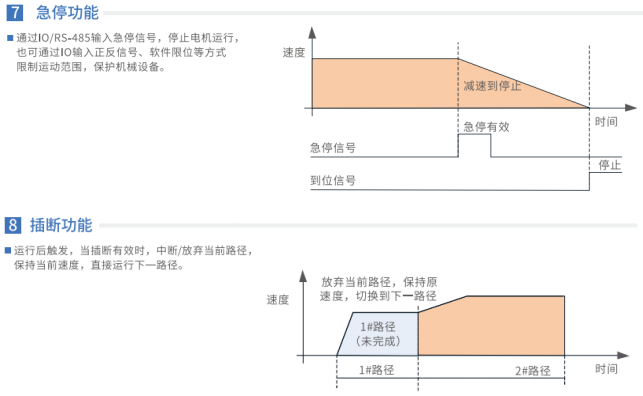 7 急停功能
通过IO/RS-485输入急停信号，停止电机运行，
也可通过IO输入正反信号、软件限位等方式
限制运动范围，保护机械设备。
速度
减速到停止
时间
急停有效
急停信号
停止
到位信号
8 插断功能
运行后触发，当插断有效时，中断/放弃当前路径，
保持当前速度，直接运行下一路径。
放弃当前路径，保持原
速度，切换到下一路径
速度
1#路径
（未完成）
1#路径
2#路径
时间